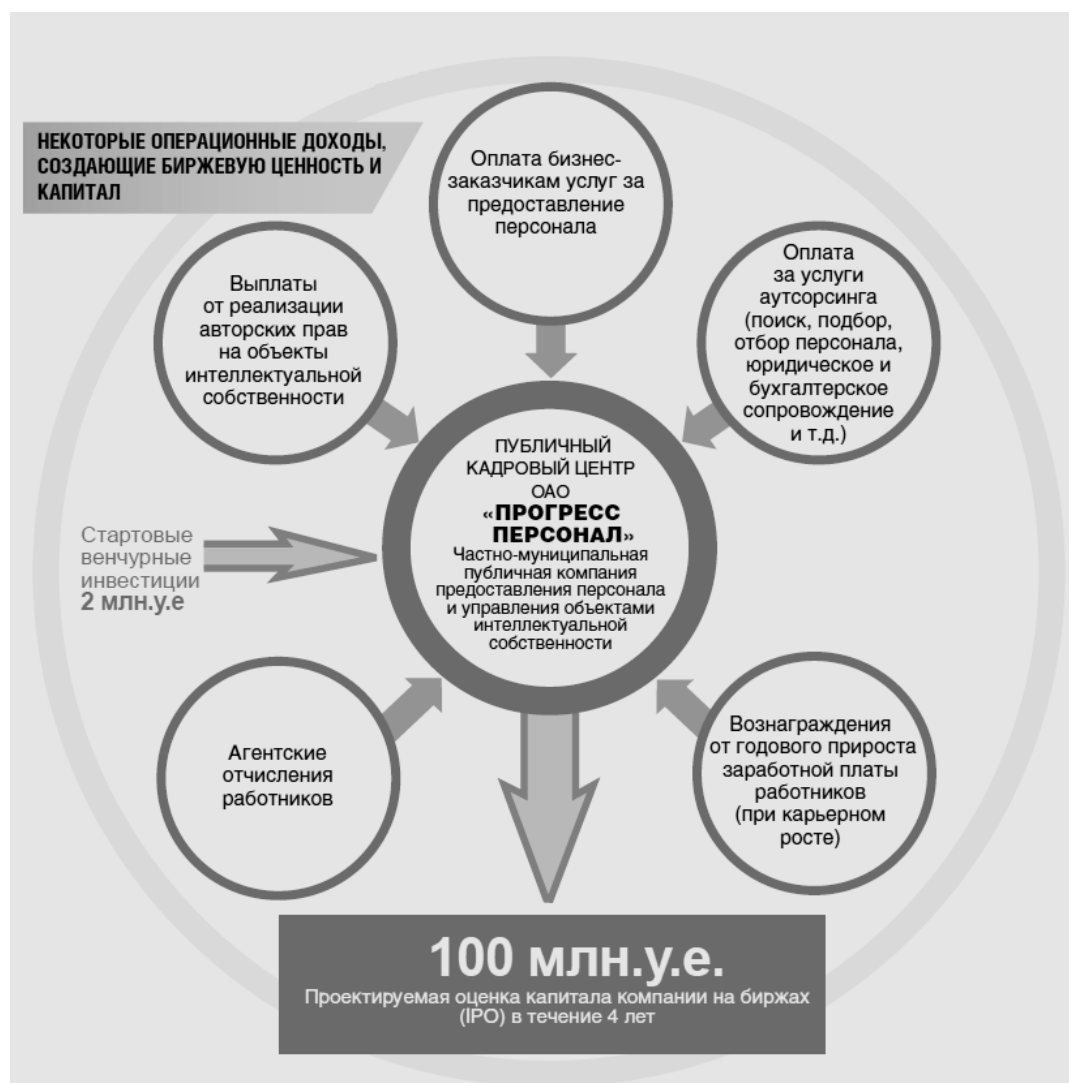 НЕКОТОРЫЕ ОПЕРАЦИОННЫЕ ДОХОДЫ,
СОЗДАЮЩИЕ БИРЖЕВУЮ ЦЕННОСТЬ И
КАПИТАЛ
Оплата бизнес-
заказчикам услуг за
предоставление
персонала
Выплаты
от реализации
авторских прав
на объекты
интеллектуальной
собственности
Оплата
за услуги
аутсорсинга
(поиск, подбор,
отбор персонала,
юридическое и
бухгалтерское
сопровождение
и т.д.)
ПУБЛИЧНЫЙ
КАДРОВЫЙ ЦЕНТР
ОАО
«ПРОГРЕСС
ПЕРСОНАЛ»
Частно-муниципальная
публичная компания
предоставления персонала
и управления объектами
интеллектуальной
собственности
Стартовые
венчурные
инвестиции
2 млн.у.е
Агентские
отчисления
работников
Вознаграждения
от годового прироста
заработной платы
работников
(при карьерном
росте)
100 млн.у.е.
Проектируемая оценка капитала компании на биржах
(IPO) в течение 4 лет